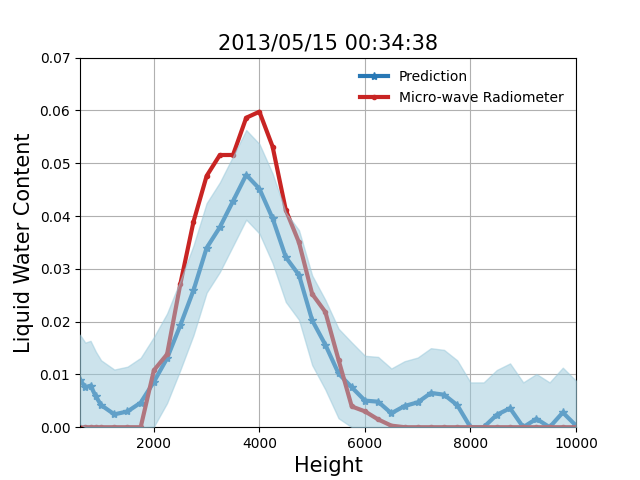 2013/05/15 00:34:38
Prediction
Micro-wave Radiometer
Liquid Water Content
0.07
0.06
0.05
0.04
0.03
0.02
0.01
0.00
2000 4000 6000 8000 10000
Height